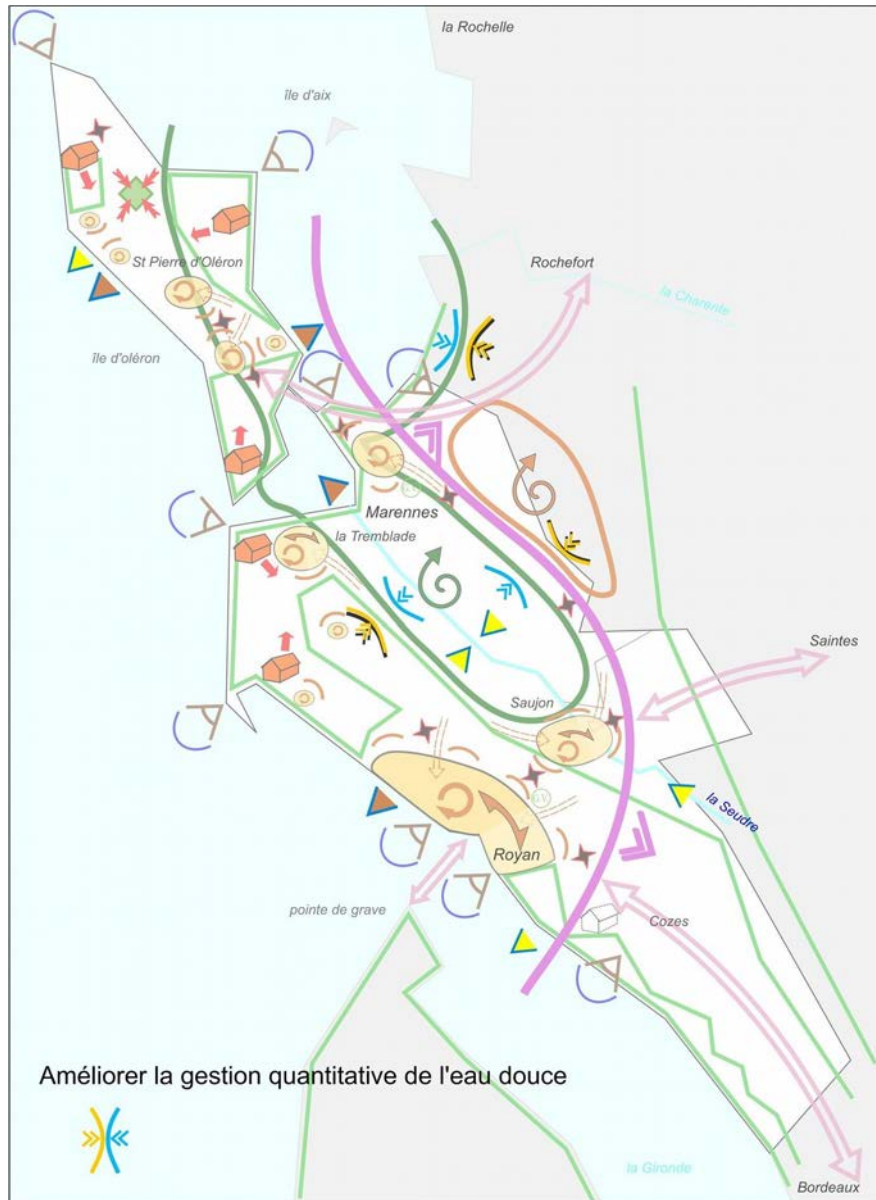 la Rochelle
île d'aix
St Pierre d'Oléron
Rochefort
la Charente
île d'oléron
Marennes
la Tremblade
Saintes
Saujon
la Seudre
Royan
pointe de grave
Cozes
Améliorer la gestion quantitative de l'eau douce
la Gironde
Bordeaux